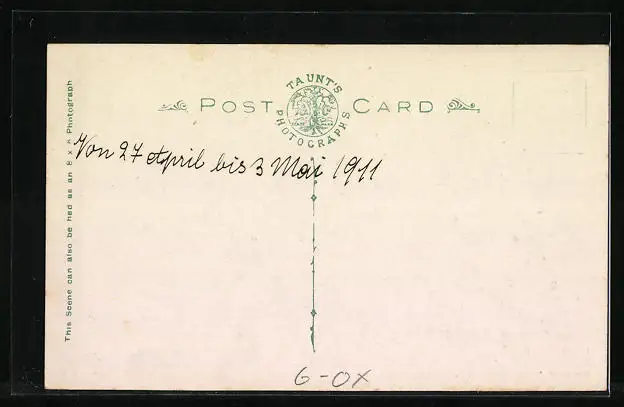 TAUNT'S
POST CARD
PHOTOGRAPHS
Von 27 April bis 3 Mai 1911
This Scene can also be had as an 8 x 6 Photograph
6-OX